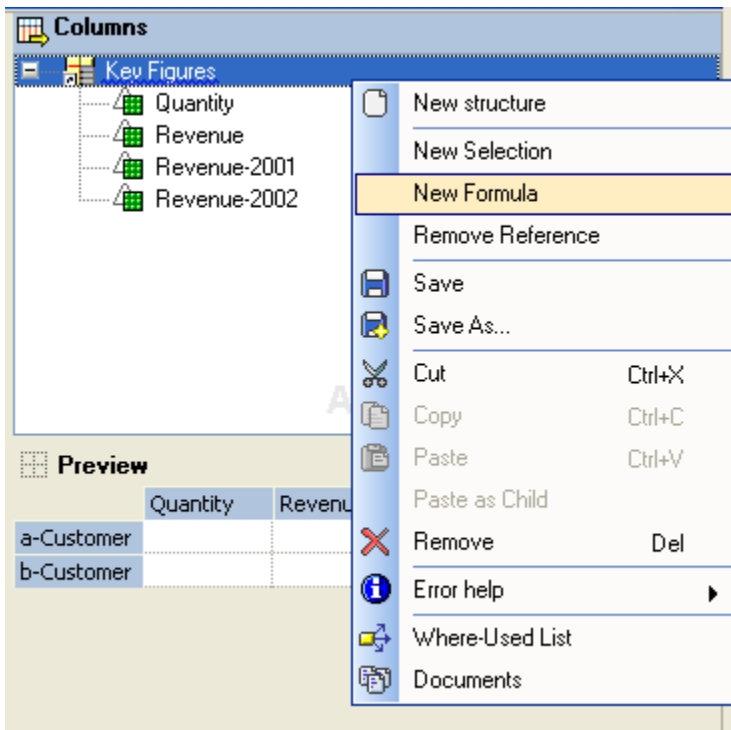 Columns
Key Figures
Quantity
Revenue
Revenue-2001
Revenue-2002
New structure
New Selection
New Formula
Remove Reference
Save
Save As...
Cut Ctrl+X
Copy Ctrl+C
Paste Ctrl+V
Paste as Child
Remove Del
Error help
Where-Used List
Documents
A
Preview
Quantity Revenu
a-Customer
b-Customer